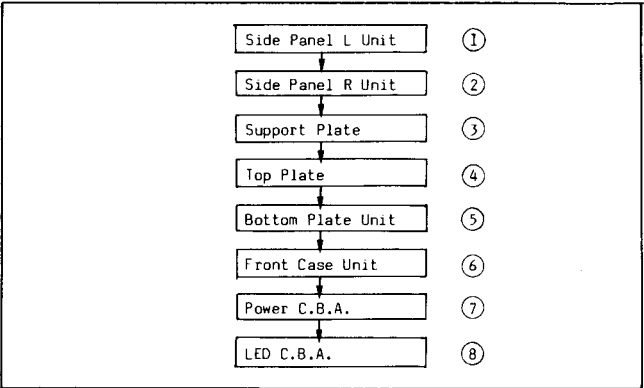 Side Panel L Unit ①
Side Panel R Unit ②
Support Plate ③
Top Plate ④
Bottom Plate Unit ⑤
Front Case Unit ⑥
Power C.B.A. ⑦
LED C.B.A. ⑧